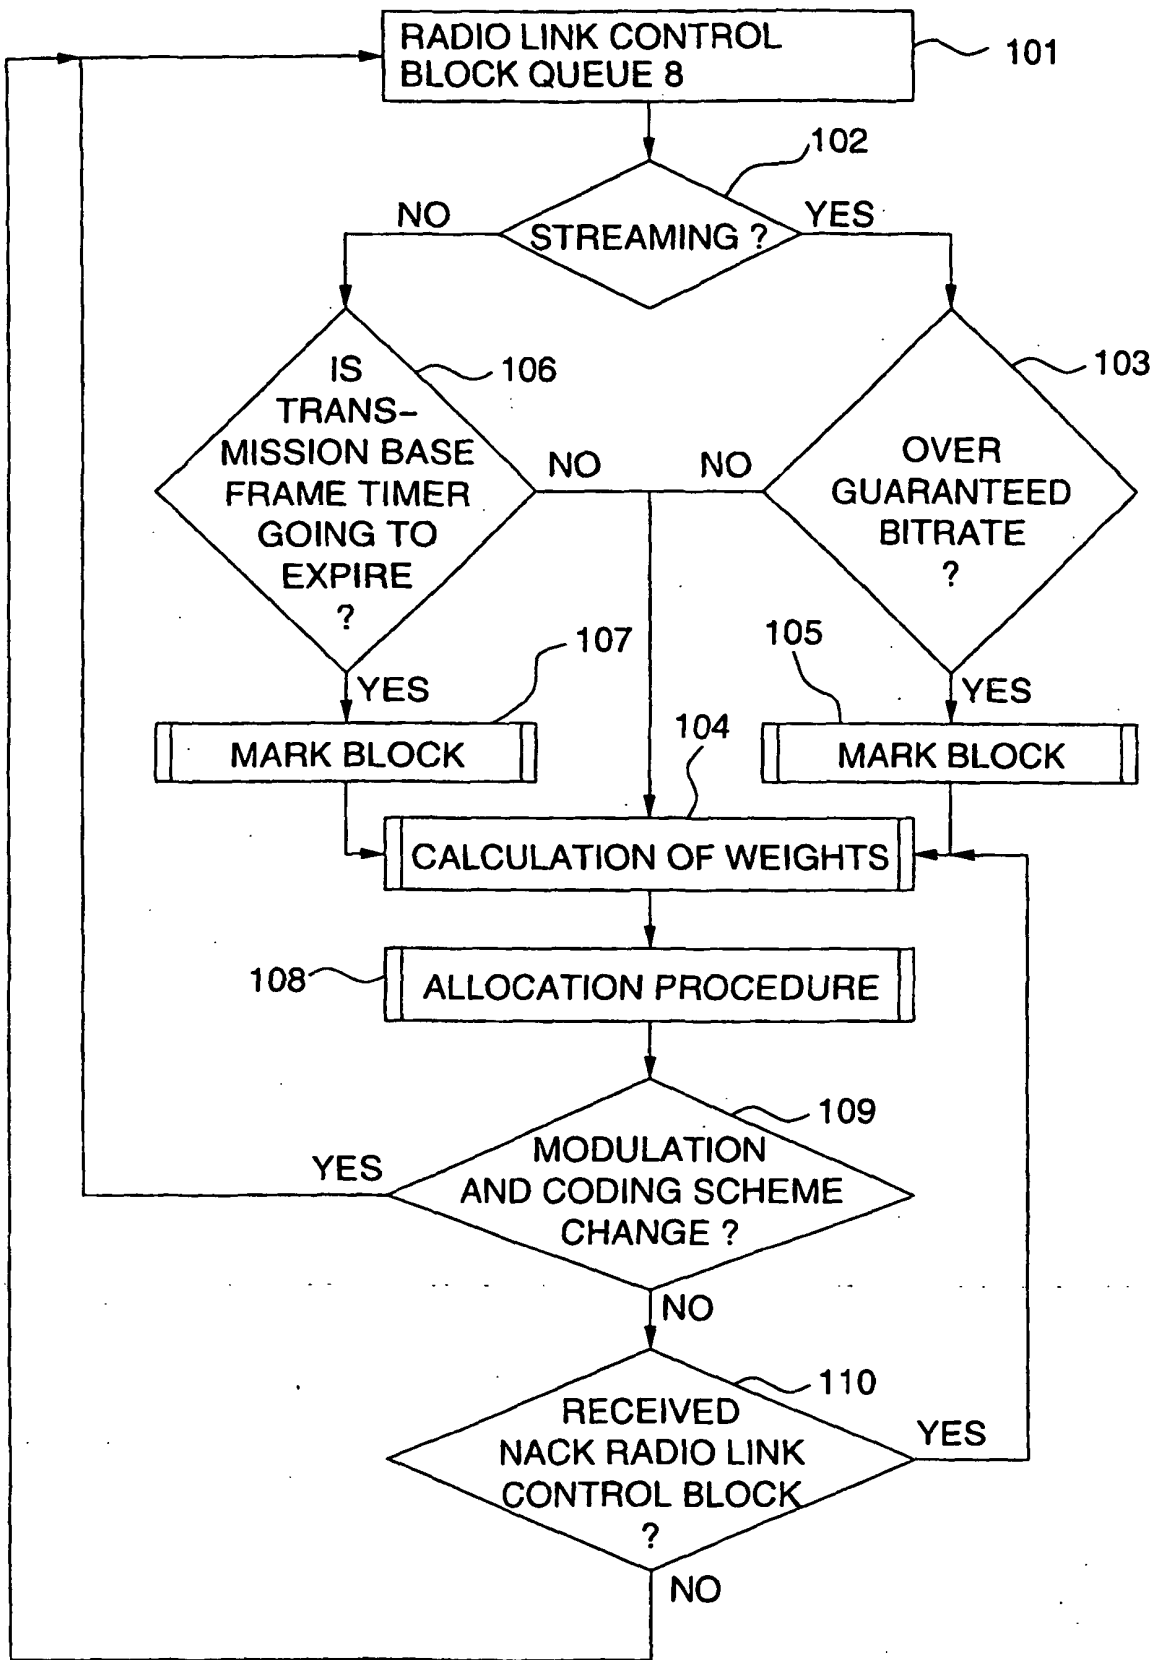 RADIO LINK CONTROL
BLOCK QUEUE 8
101
102
NO
YES
STREAMING ?
IS
TRANS-
MISSION BASE
FRAME TIMER
GOING TO
EXPIRE
?
106
103
NO
NO
OVER
GUARANTEED
BITRATE
?
107
105
YES
YES
104
MARK BLOCK
MARK BLOCK
CALCULATION OF WEIGHTS
108
ALLOCATION PROCEDURE
109
YES
MODULATION
AND CODING SCHEME
CHANGE ?
NO
110
RECEIVED
NACK RADIO LINK
CONTROL BLOCK
?
YES
NO